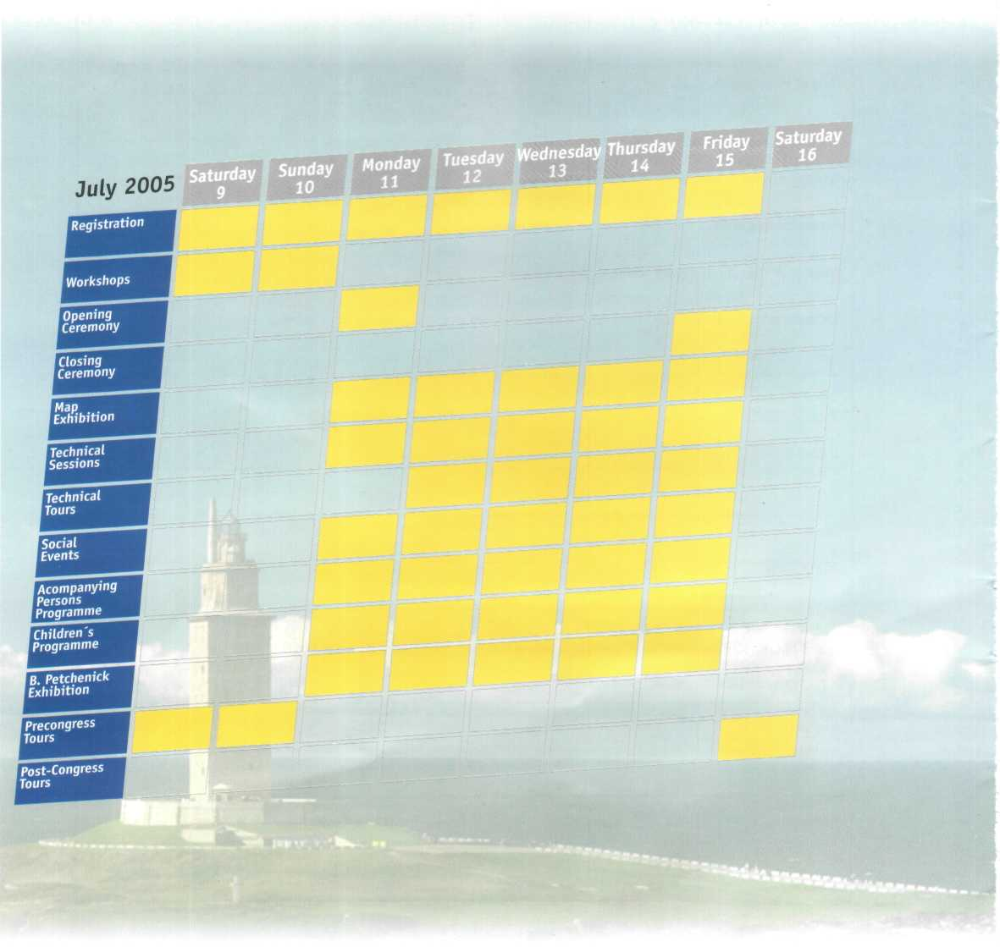 July 2005
Saturday
9
Sunday
10
Monday
11
Tuesday
12
Wednesday
13
Thursday
14
Friday
15
Saturday
16
Registration
Workshops
Opening
Ceremony
Closing
Ceremony
Map
Exhibition
Technical
Sessions
Technical
Tours
Social
Events
Acompanying
Persons
Programme
Children´s
Programme
B. Petchenick
Exhibition
Precongress
Tours
Post-Congress
Tours